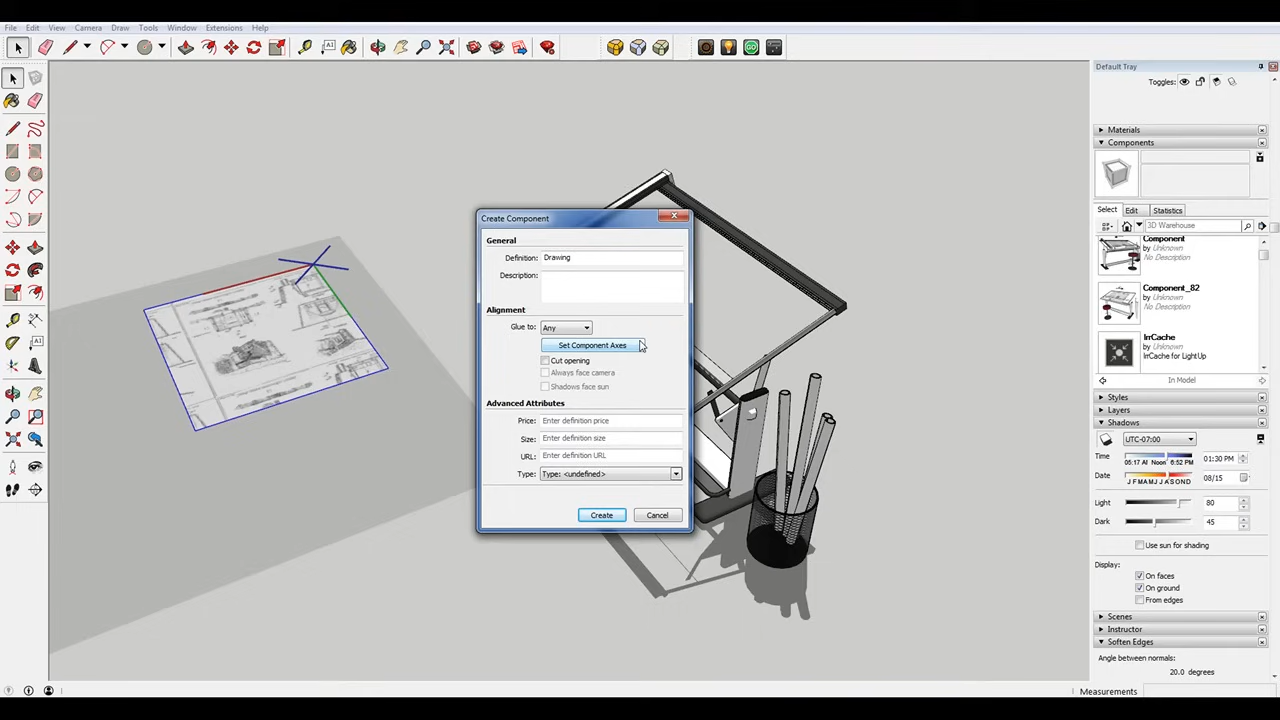 File Edit View Camera Draw Tools Window Extensions Help
Default Tray
Toggles:
Materials
Components
Select Edit Statistics
3D Warehouse
Component
by Unknown
No Description
Component_82
by Unknown
No Description
IrrCache
by Unknown
IrrCache for LightUp
In Model
Styles
Layers
Shadows
UTC-07:00
Time 05:17 AM Noon 6:52 PM 01:30 PM
Date J F M A M J J A S O N D 08/15
Light 80
Dark 45
Use sun for shading
Display:
On faces
On ground
From edges
Scenes
Instructor
Soften Edges
Angle between normals:
20.0 degrees
Measurements
Create Component
General
Definition: Drawing
Description:
Alignment
Glue to: Any
Set Component Axes
Cut opening
Always face camera
Shadows face sun
Advanced Attributes
Price: Enter definition price
Size: Enter definition size
URL: Enter definition URL
Type: Type: <undefined>
Create Cancel